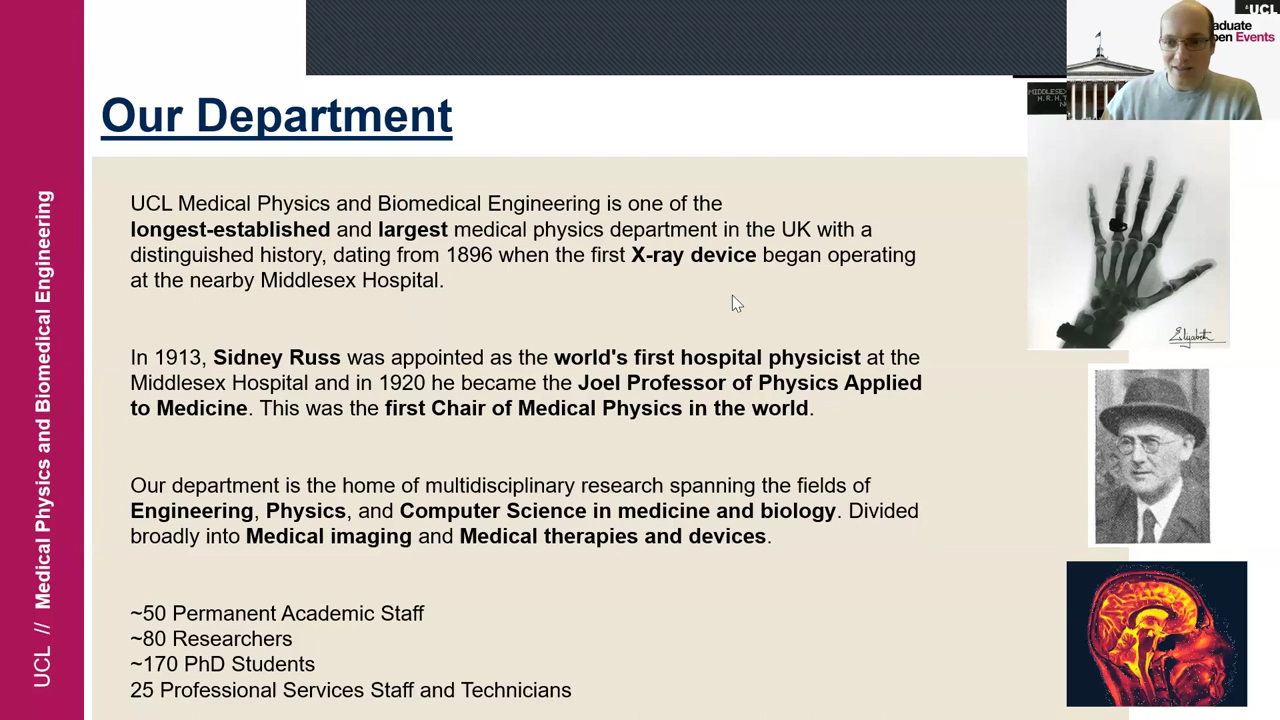 UCL
aduate
en Events
MIDDLESEX
H. R. H. T
Our Department
UCL Medical Physics and Biomedical Engineering is one of the
longest-established and largest medical physics department in the UK with a
distinguished history, dating from 1896 when the first X-ray device began operating
at the nearby Middlesex Hospital.
In 1913, Sidney Russ was appointed as the world's first hospital physicist at the
Middlesex Hospital and in 1920 he became the Joel Professor of Physics Applied
to Medicine. This was the first Chair of Medical Physics in the world.
Our department is the home of multidisciplinary research spanning the fields of
Engineering, Physics, and Computer Science in medicine and biology. Divided
broadly into Medical imaging and Medical therapies and devices.
~50 Permanent Academic Staff
~80 Researchers
~170 PhD Students
25 Professional Services Staff and Technicians
Elizabeth
UCL // Medical Physics and Biomedical Engineering